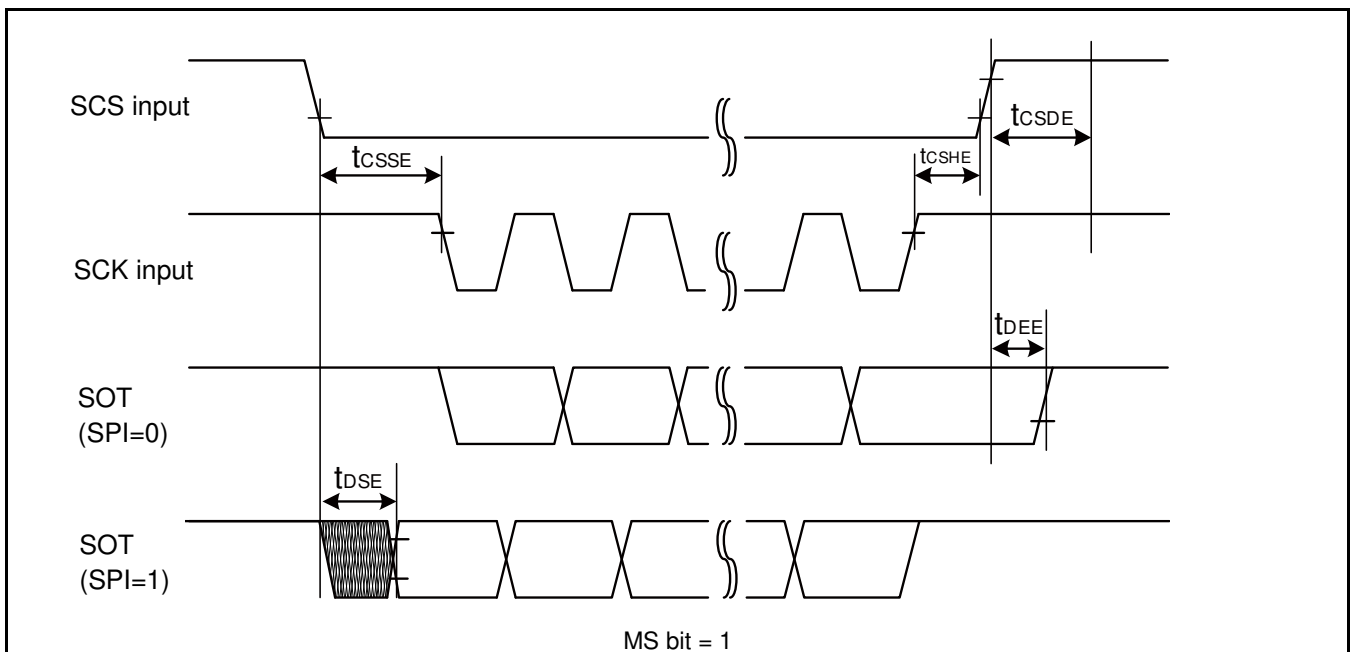 SCS input
tCSSE
tCSHE
tCSDE
SCK input
tDEE
SOT
(SPI=0)
tDSE
SOT
(SPI=1)
MS bit = 1